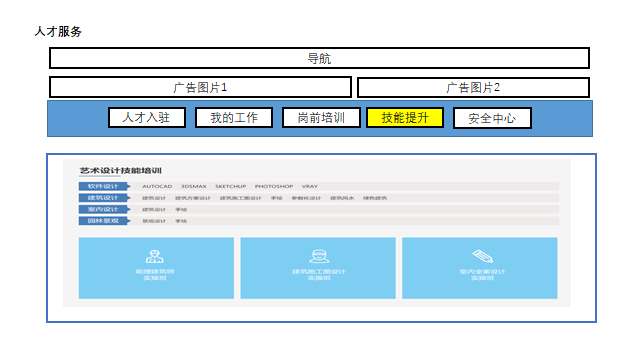 人才服务
导航
广告图片1 广告图片2
人才入驻 我的工作 岗前培训 技能提升 安全中心
艺术设计技能培训
软件设计 AUTOCAD 3DSMAX SKETCHUP PHOTOSHOP VRAY
建筑设计 建筑设计 建筑方案设计 建筑施工图设计 手绘 参数化设计 建筑风水 绿色建筑
室内设计 建筑设计 手绘
园林景观 景观设计 手绘
助理建筑师 建筑施工图设计 室内全案设计
实操班 实操班 实操班